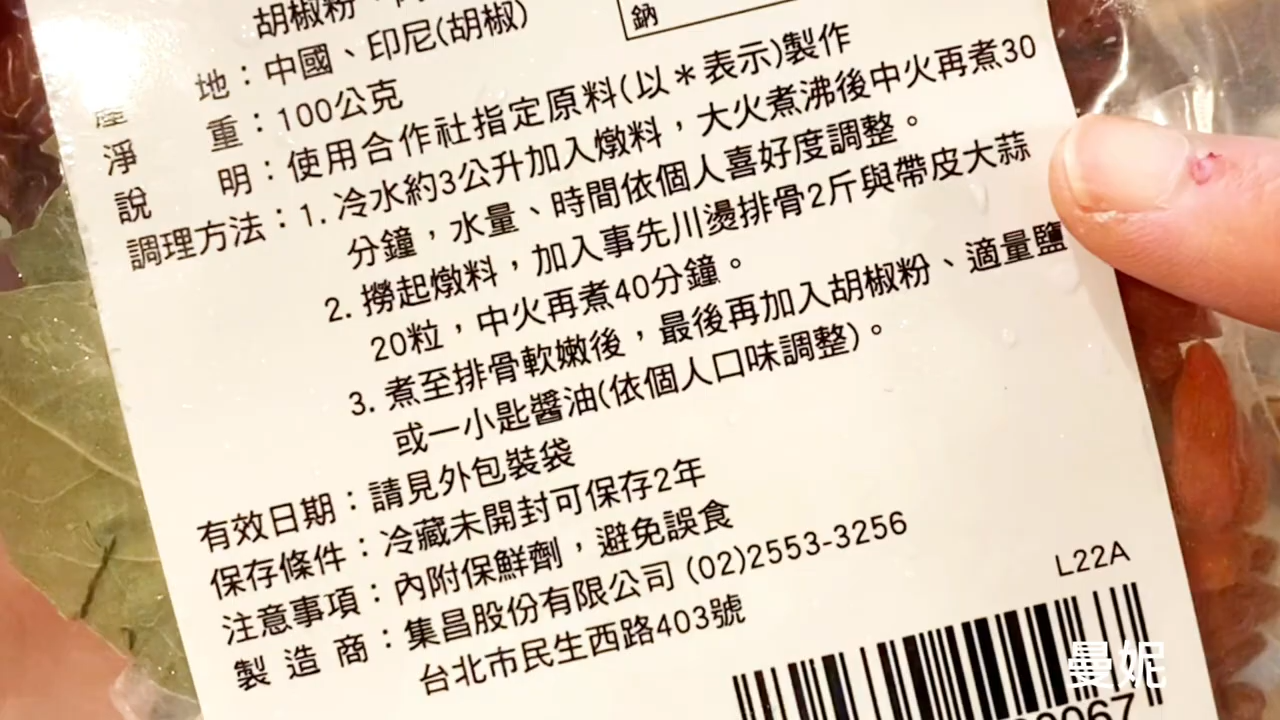 胡椒粉、
鈉
產 地：中國、印尼(胡椒)
淨 重：100公克
說 明：使用合作社指定原料(以＊表示)製作
調理方法：1. 冷水約3公升加入燉料，大火煮沸後中火再煮30
分鐘，水量、時間依個人喜好度調整。
2. 撈起燉料，加入事先川燙排骨2斤與帶皮大蒜
20粒，中火再煮40分鐘。
3. 煮至排骨軟嫩後，最後再加入胡椒粉、適量鹽
或一小匙醬油(依個人口味調整)。
有效日期：請見外包裝袋
保存條件：冷藏未開封可保存2年
注意事項：內附保鮮劑，避免誤食
製 造 商：集昌股份有限公司 (02)2553-3256
台北市民生西路403號
L22A
曼妮